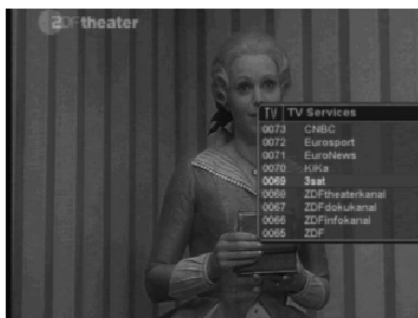 ZDFtheater
TV TV Services
0073 CNBC
0072 Eurosport
0071 EuroNews
0070 KiKa
0069 3sat
0068 ZDFtheaterkanal
0067 ZDFdokukanal
0066 ZDFinfokanal
0065 ZDF